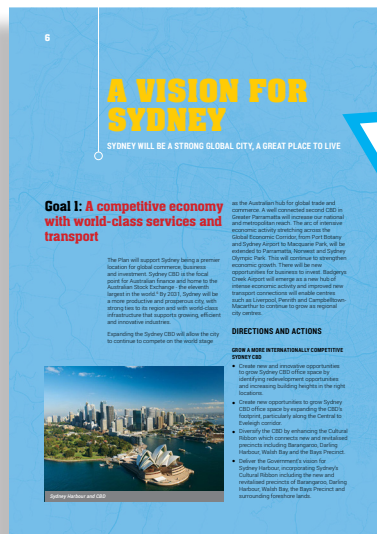 6
A VISION FOR
SYDNEY
SYDNEY WILL BE A STRONG GLOBAL CITY, A GREAT PLACE TO LIVE
Goal 1: A competitive economy
with world-class services and
transport
The Plan will support Sydney being a premier
location for global commerce, business
and investment. Sydney CBD is the focal
point for Australian finance and home to the
Australian Stock Exchange - the eleventh
largest in the world.⁵ By 2031, Sydney will be
a more productive and prosperous city, with
strong ties to its region and with world-class
infrastructure that supports growing, efficient
and innovative industries.
Expanding the Sydney CBD will allow the city
to continue to compete on the world stage
Sydney Harbour and CBD
as the Australian hub for global trade and
commerce. A well connected second CBD in
Greater Parramatta will increase our national
and metropolitan reach. The arc of intensive
economic activity stretching across the
Global Economic Corridor, from Port Botany
and Sydney Airport to Macquarie Park, will be
extended to Parramatta, Norwest and Sydney
Olympic Park. This will continue to strengthen
economic growth. There will be new
opportunities for business to invest. Badgerys
Creek Airport will emerge as a new hub of
intense economic activity and improved new
transport connections will enable centres
such as Liverpool, Penrith and Campbelltown-
Macarthur to continue to grow as regional
city centres.
DIRECTIONS AND ACTIONS
GROW A MORE INTERNATIONALLY COMPETITIVE
SYDNEY CBD
• Create new and innovative opportunities
to grow Sydney CBD office space by
identifying redevelopment opportunities
and increasing building heights in the right
locations.
• Create new opportunities to grow Sydney
CBD office space by expanding the CBD's
footprint, particularly along the Central to
Eveleigh corridor.
• Diversify the CBD by enhancing the Cultural
Ribbon which connects new and revitalised
precincts including Barangaroo, Darling
Harbour, Walsh Bay and the Bays Precinct.
• Deliver the Government's vision for
Sydney Harbour, incorporating Sydney's
Cultural Ribbon including the new and
revitalised precincts of Barangaroo, Darling
Harbour, Walsh Bay, the Bays Precinct and
surrounding foreshore lands.